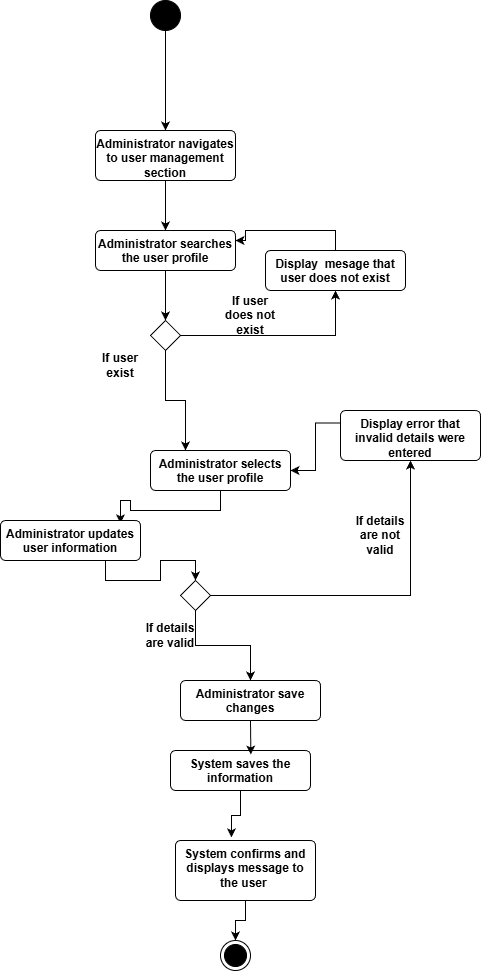 Administrator navigates
to user management
section
Administrator searches
the user profile
Display  mesage that
user does not exist
If user
does not
exist
If user
exist
Display error that
invalid details were
entered
Administrator selects
the user profile
If details
are not
valid
Administrator updates
user information
If details
are valid
Administrator save
changes
System saves the
information
System confirms and
displays message to
the user